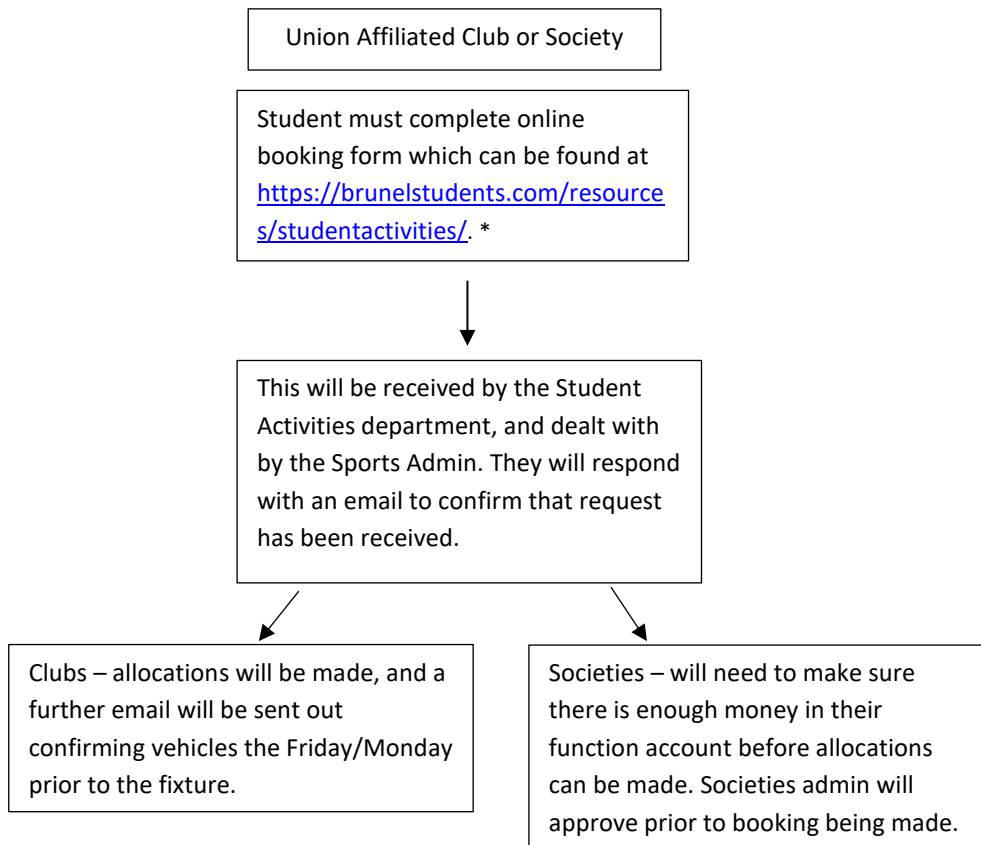 Union Affiliated Club or Society
Student must complete online
booking form which can be found at
https://brunelstudents.com/resource
s/studentactivities/. *
This will be received by the Student
Activities department, and dealt with
by the Sports Admin. They will respond
with an email to confirm that request
has been received.
Clubs – allocations will be made, and a
further email will be sent out
confirming vehicles the Friday/Monday
prior to the fixture.
Societies – will need to make sure
there is enough money in their
function account before allocations
can be made. Societies admin will
approve prior to booking being made.